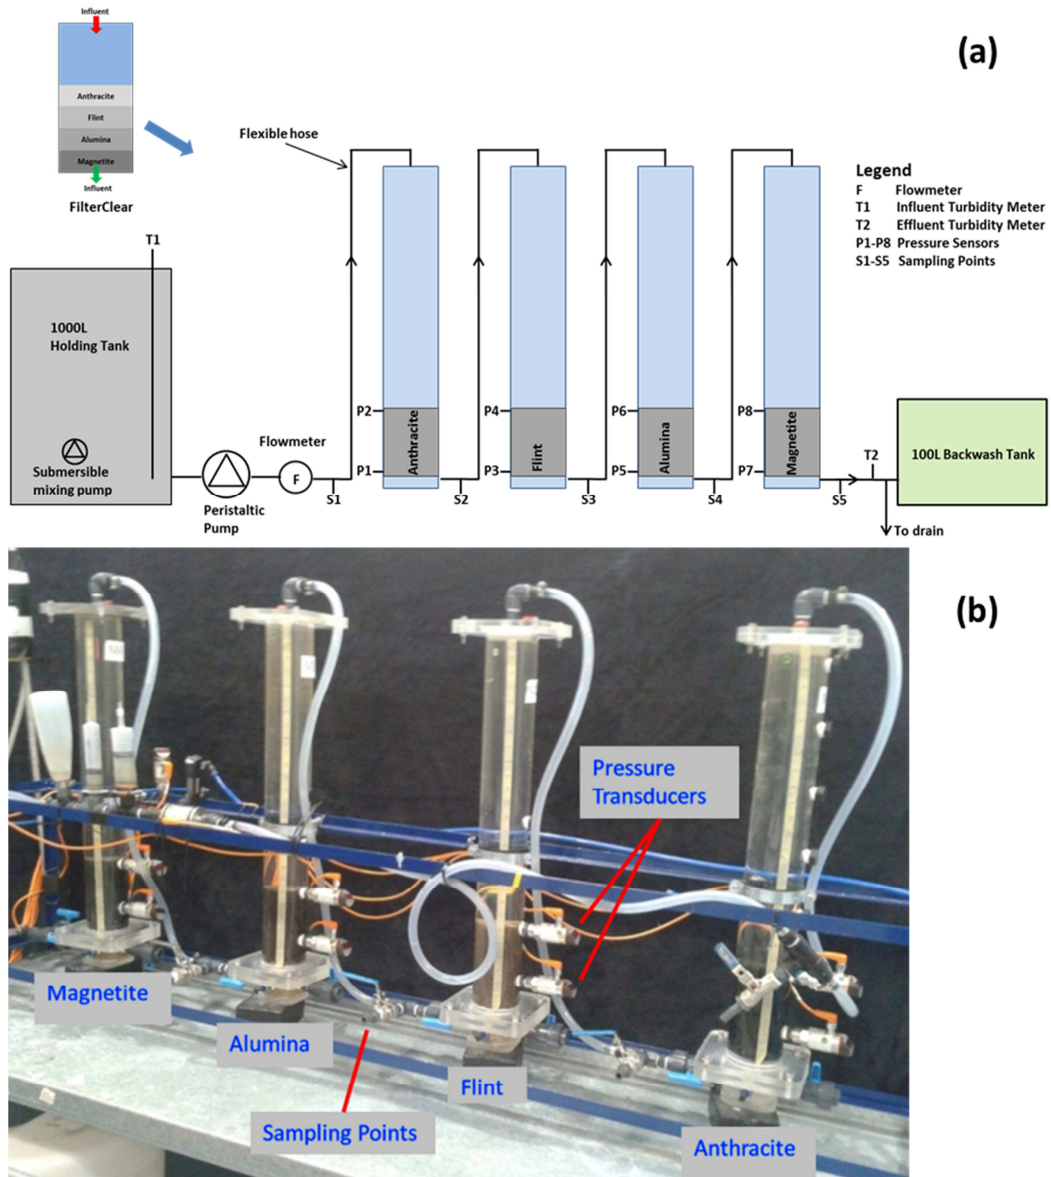 Influent
(a)
Anthracite
Flint
Alumina
Magnetite
Influent
FilterClear
Flexible hose
Legend
F Flowmeter
T1 Influent Turbidity Meter
T2 Effluent Turbidity Meter
P1-P8 Pressure Sensors
S1-S5 Sampling Points
T1
1000L
Holding Tank
Submersible
mixing pump
Peristaltic
Pump
Flowmeter
F
S1
P2
P1
Anthracite
S2
P4
P3
Flint
S3
P6
P5
Alumina
S4
P8
P7
Magnetite
S5
T2
100L Backwash Tank
To drain
(b)
Pressure
Transducers
Magnetite
Alumina
Flint
Sampling Points
Anthracite